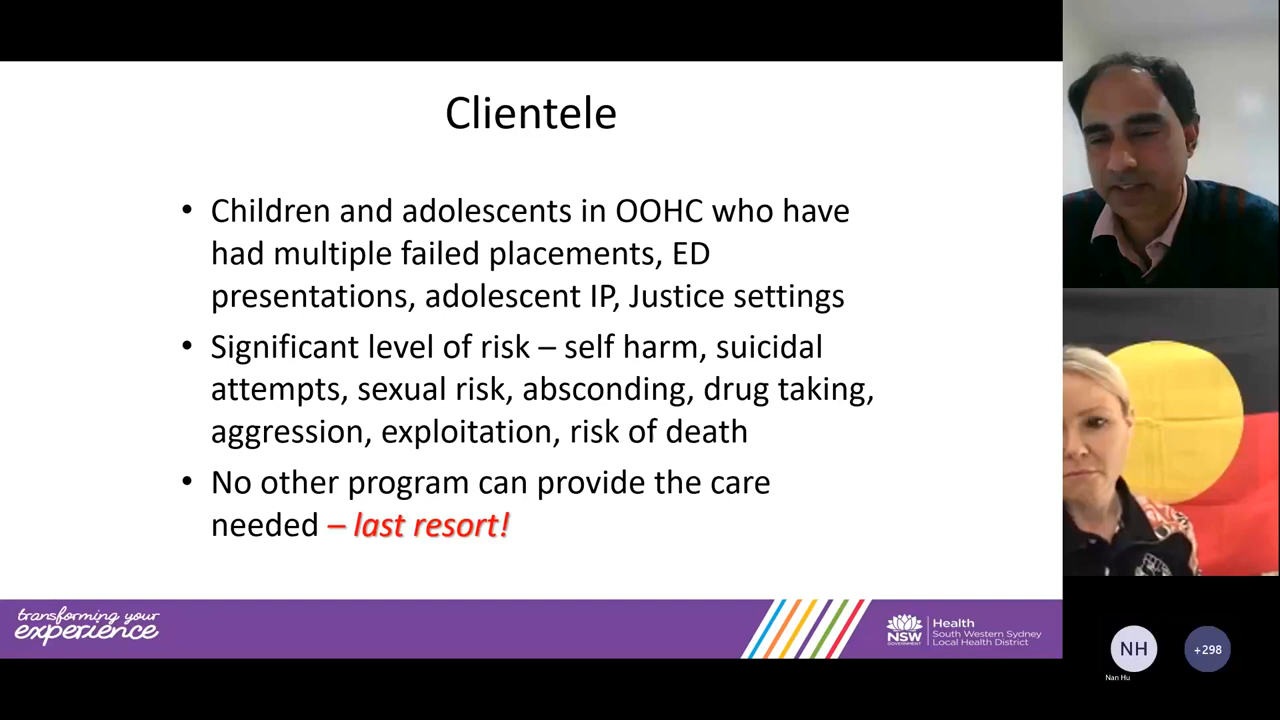 Clientele
• Children and adolescents in OOHC who have
had multiple failed placements, ED
presentations, adolescent IP, Justice settings
• Significant level of risk – self harm, suicidal
attempts, sexual risk, absconding, drug taking,
aggression, exploitation, risk of death
• No other program can provide the care
needed – last resort!
transforming your
experience
NSW
GOVERNMENT
Health
South Western Sydney
Local Health District
NH
+298
Nan Hu